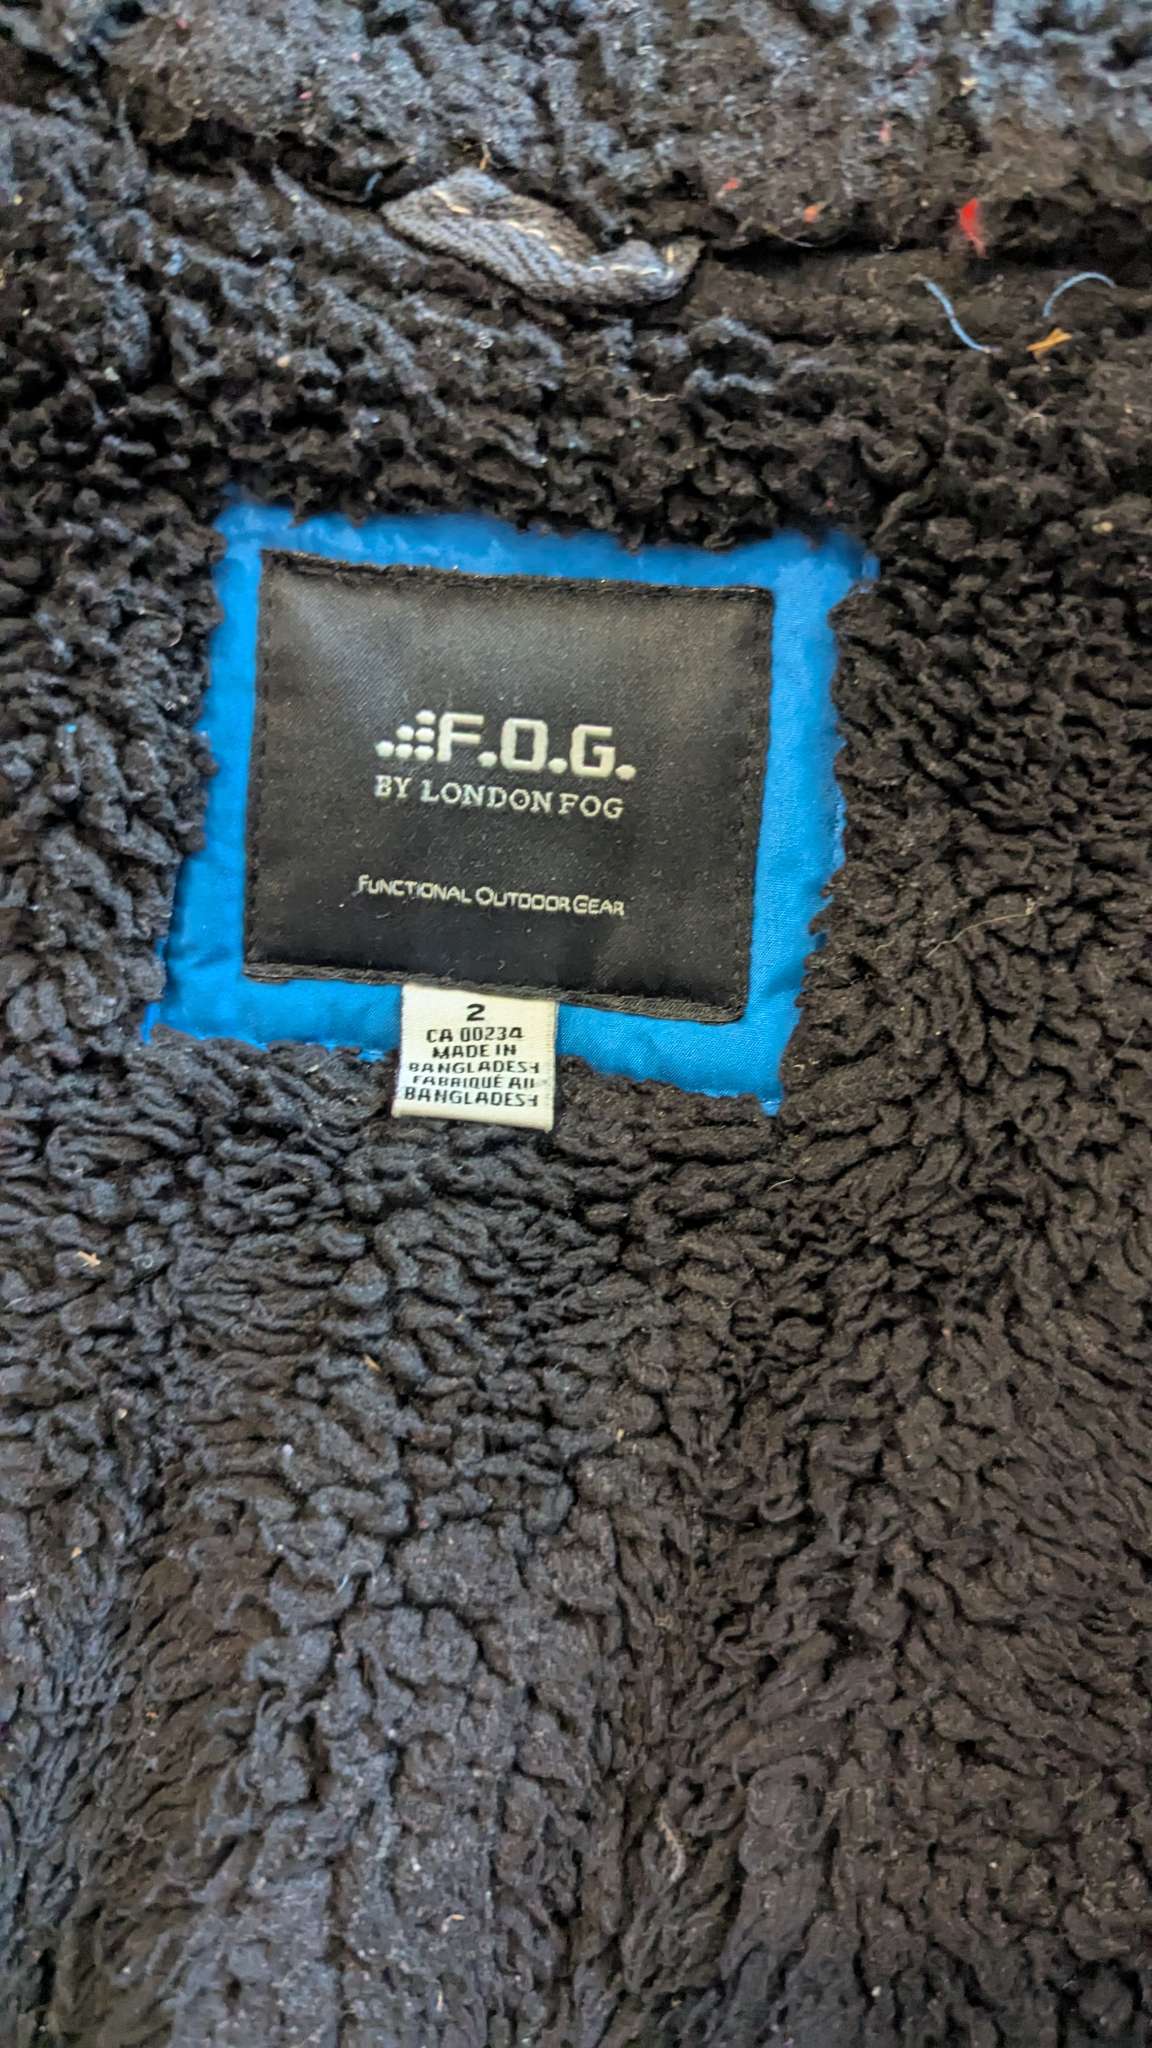 F.O.G.
BY LONDON FOG
FUNCTIONAL OUTDOOR GEAR
2
CA 00234
MADE IN
BANGLADESH
FABRIQUÉ AU
BANGLADESH